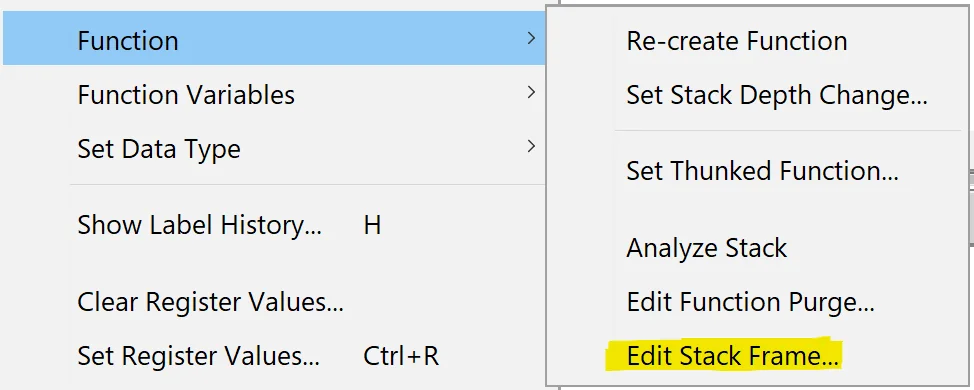 Function
Function Variables
Set Data Type
Show Label History... H
Clear Register Values...
Set Register Values... Ctrl+R
Re-create Function
Set Stack Depth Change...
Set Thunked Function...
Analyze Stack
Edit Function Purge...
Edit Stack Frame...